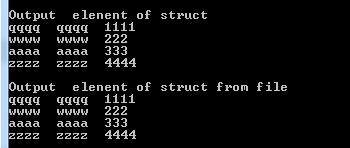 Output  elenent of struct
qqqq  qqqq  1111
wwww  wwww  222
aaaa  aaaa  333
zzzz  zzzz  4444

Output  elenent of struct from file
qqqq  qqqq  1111
wwww  wwww  222
aaaa  aaaa  333
zzzz  zzzz  4444